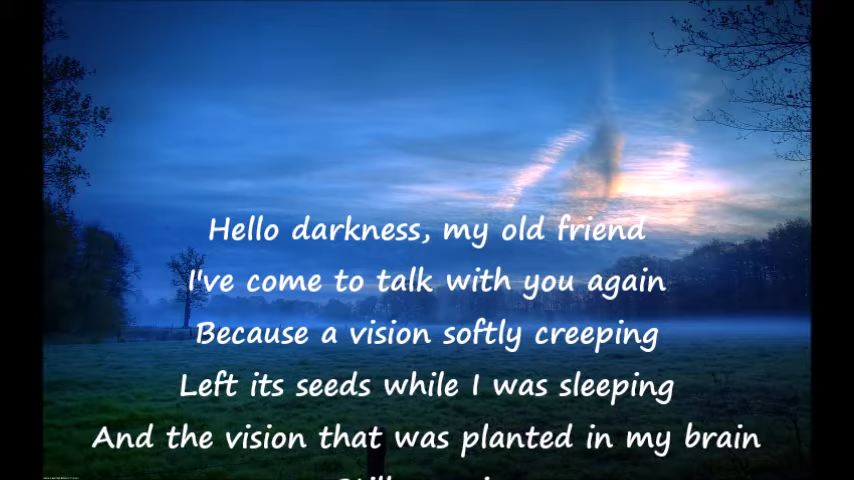 Hello darkness, my old friend
I've come to talk with you again
Because a vision softly creeping
Left its seeds while I was sleeping
And the vision that was planted in my brain